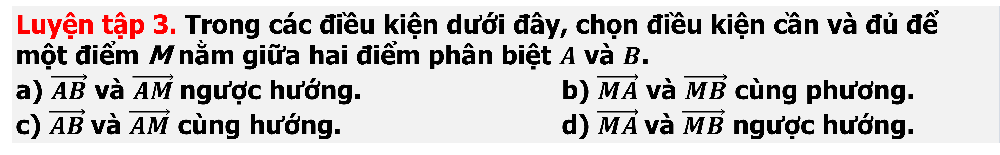 Luyện tập 3. Trong các điều kiện dưới đây, chọn điều kiện cần và đủ để
một điểm M nằm giữa hai điểm phân biệt A và B.
a) $\overrightarrow{AB}$ và $\overrightarrow{AM}$ ngược hướng. b) $\overrightarrow{MA}$ và $\overrightarrow{MB}$ cùng phương.
c) $\overrightarrow{AB}$ và $\overrightarrow{AM}$ cùng hướng. d) $\overrightarrow{MA}$ và $\overrightarrow{MB}$ ngược hướng.